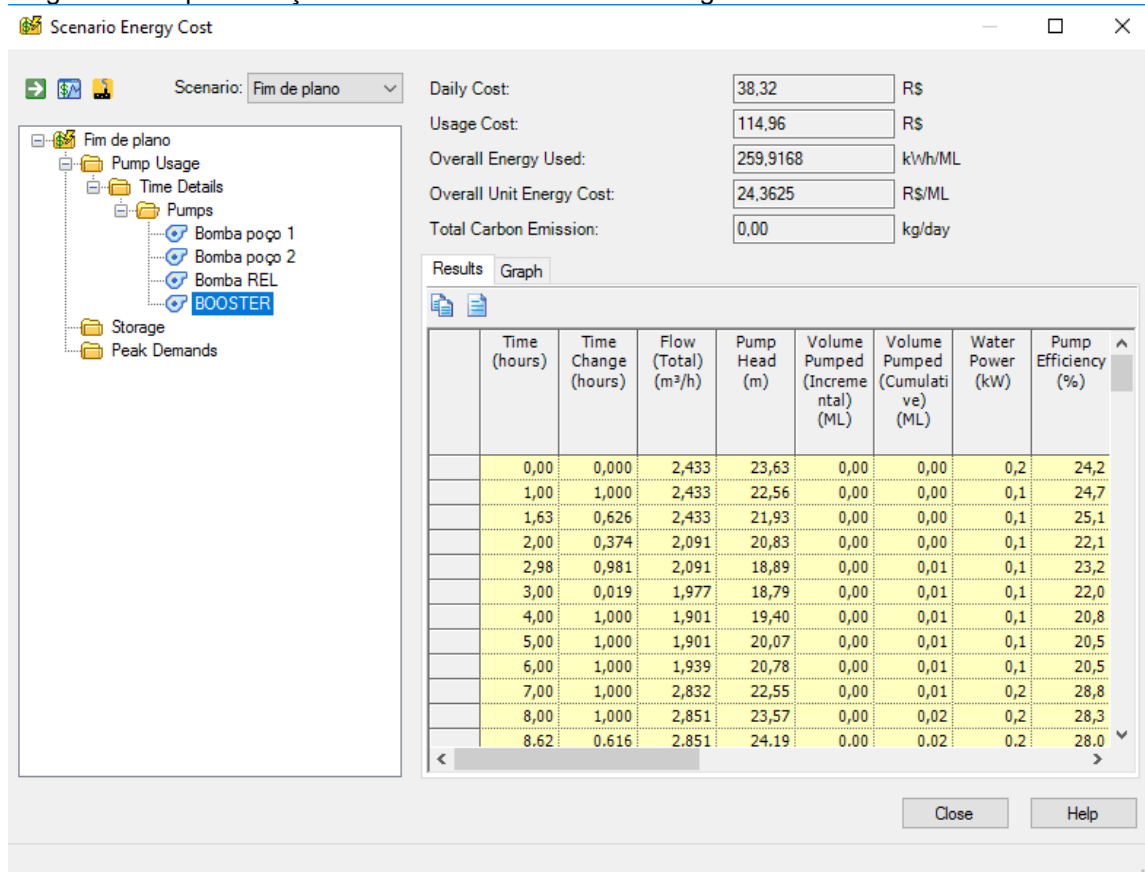 Scenario Energy Cost
Scenario: Fim de plano
Fim de plano
Pump Usage
Time Details
Pumps
Bomba poço 1
Bomba poço 2
Bomba REL
BOOSTER
Storage
Peak Demands
Daily Cost: 38,32 R$
Usage Cost: 114,96 R$
Overall Energy Used: 259,9168 kWh/ML
Overall Unit Energy Cost: 24,3625 R$/ML
Total Carbon Emission: 0,00 kg/day
Results Graph
Time Time Flow Pump Volume Volume Water Pump
(hours) Change (Total) Head Pumped Pumped Power Efficiency
(hours) (m³/h) (m) (Increme (Cumulati (kW) (%)
ntal) ve)
(ML) (ML)
0,00 0,000 2,433 23,63 0,00 0,00 0,2 24,2
1,00 1,000 2,433 22,56 0,00 0,00 0,1 24,7
1,63 0,626 2,433 21,93 0,00 0,00 0,1 25,1
2,00 0,374 2,091 20,83 0,00 0,00 0,1 22,1
2,98 0,981 2,091 18,89 0,00 0,01 0,1 23,2
3,00 0,019 1,977 18,79 0,00 0,01 0,1 22,0
4,00 1,000 1,901 19,40 0,00 0,01 0,1 20,8
5,00 1,000 1,901 20,07 0,00 0,01 0,1 20,5
6,00 1,000 1,939 20,78 0,00 0,01 0,1 20,5
7,00 1,000 2,832 22,55 0,00 0,01 0,2 28,8
8,00 1,000 2,851 23,57 0,00 0,02 0,2 28,3
8,62 0,616 2,851 24,19 0,00 0,02 0,2 28,0
Close Help